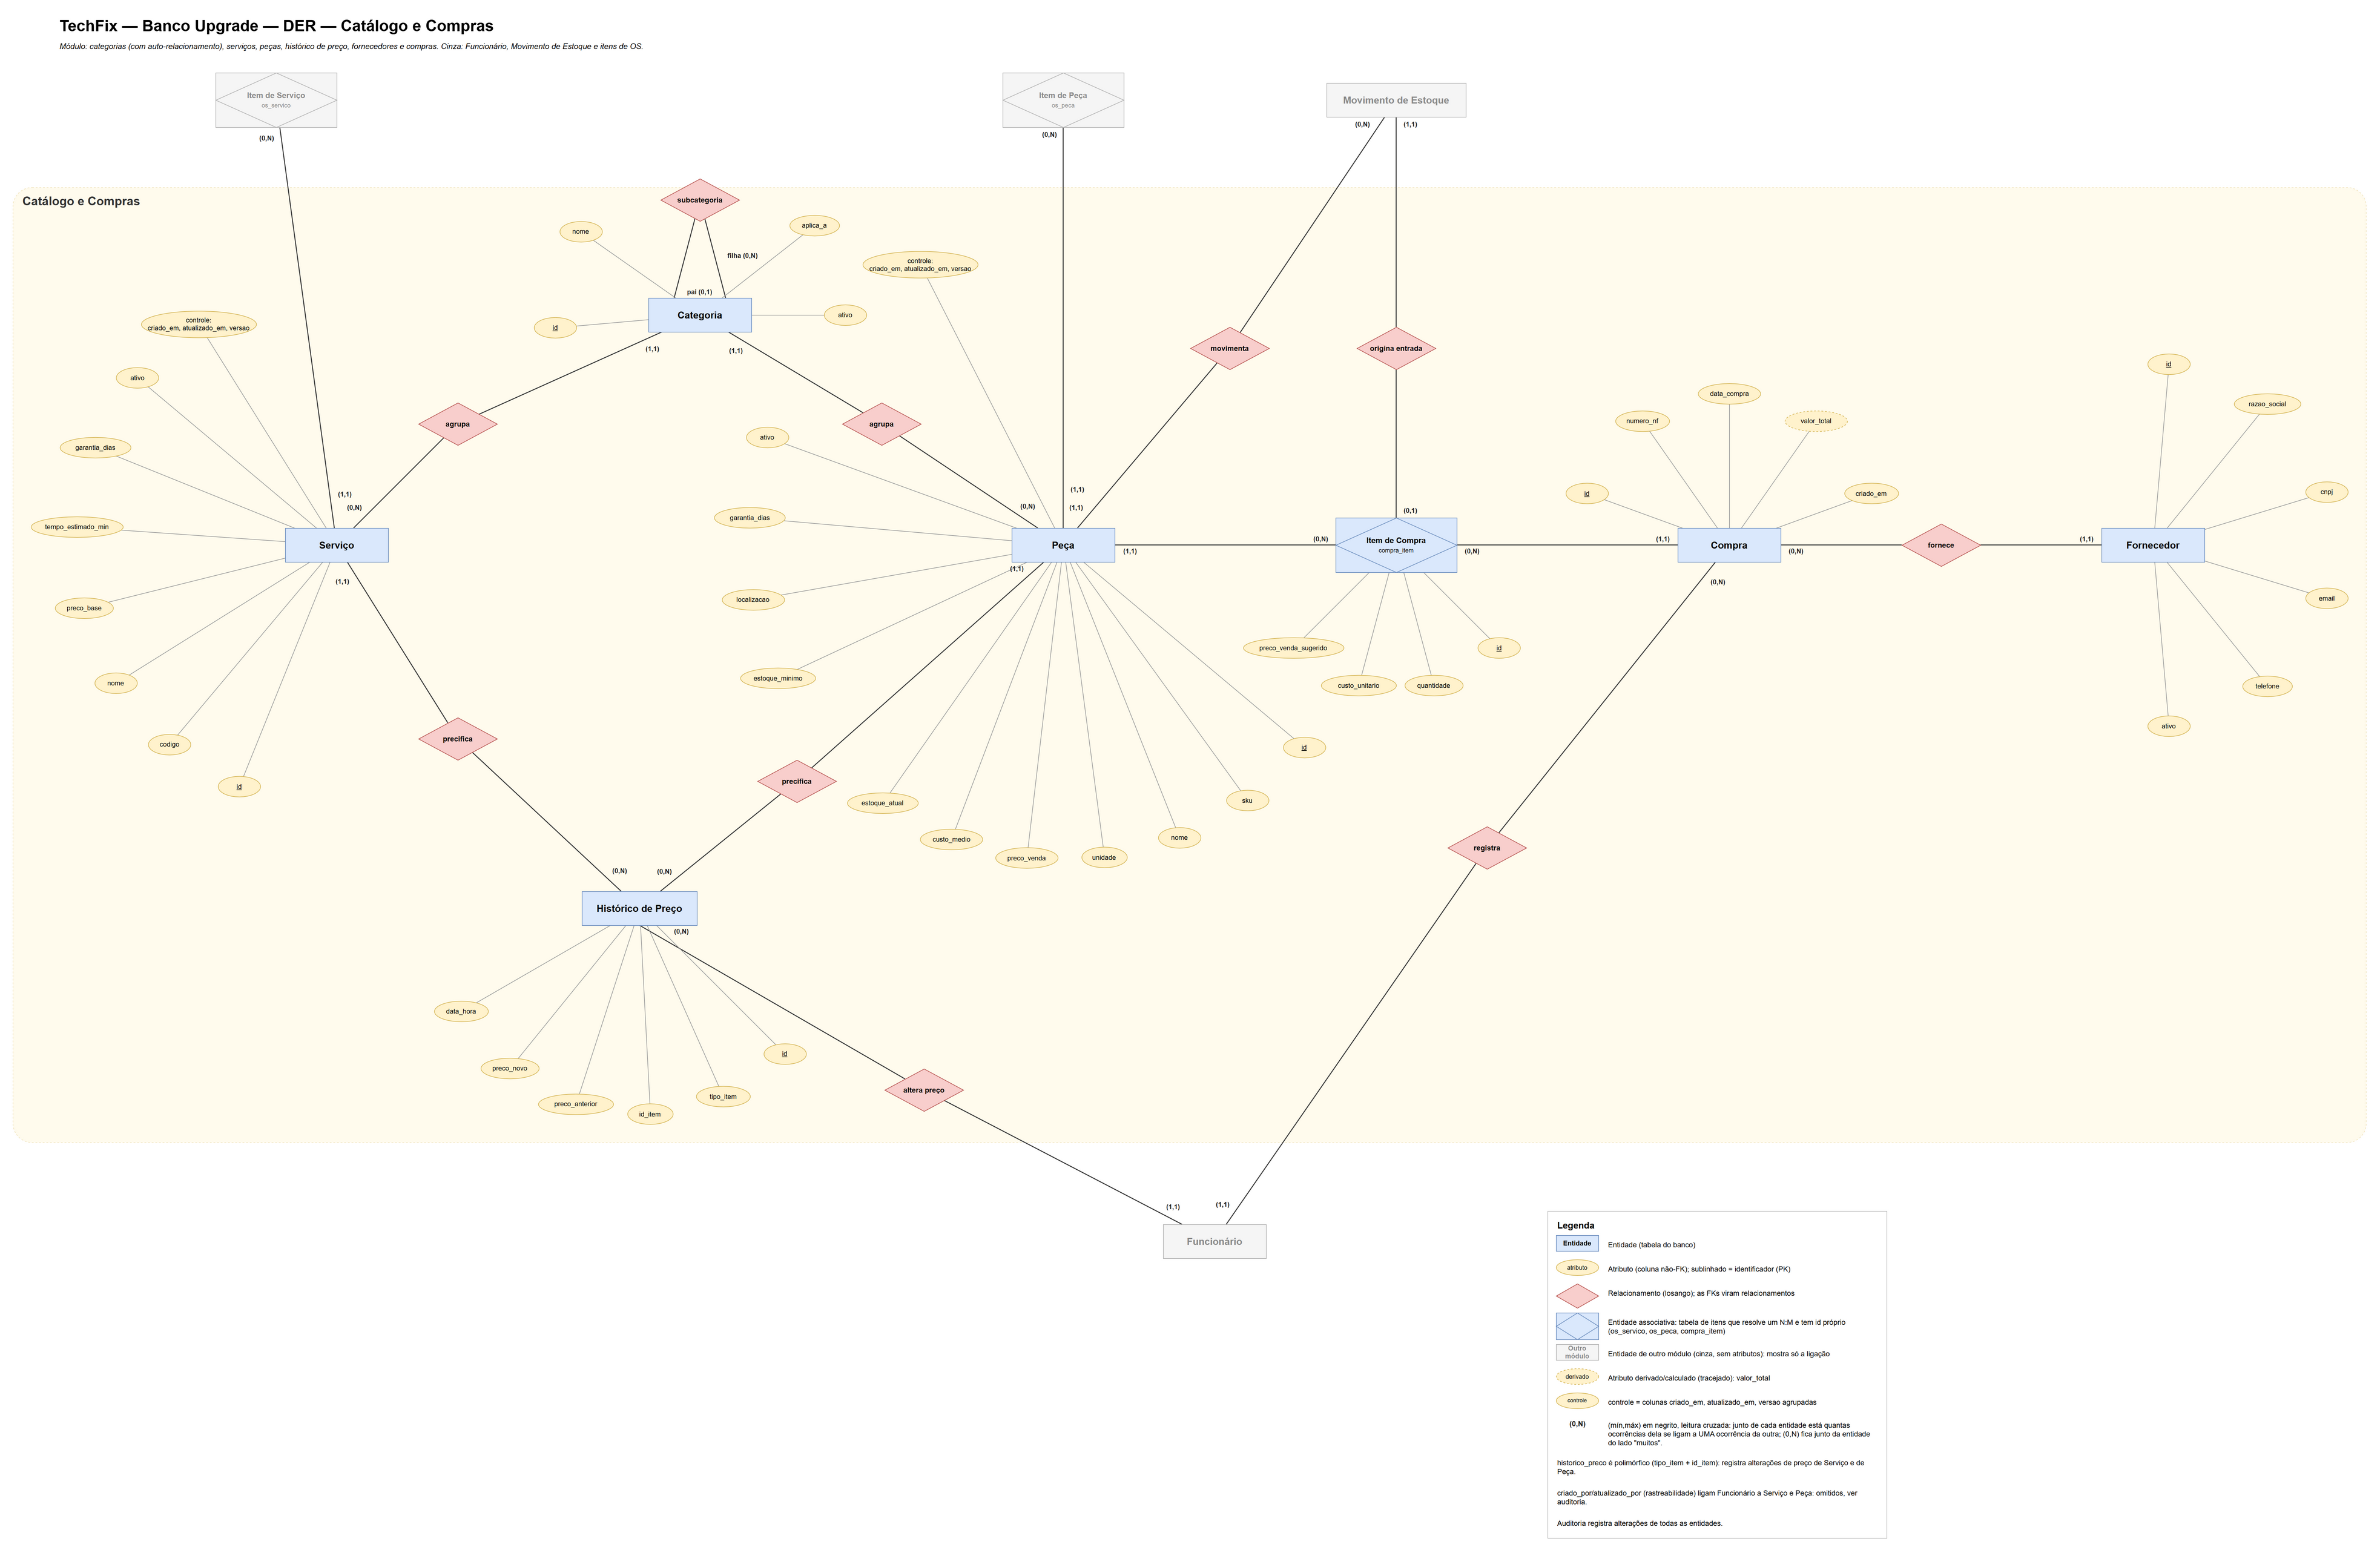 TechFix — Banco Upgrade — DER — Catálogo e Compras
Módulo: categorias (com auto-relacionamento), serviços, peças, histórico de preço, fornecedores e compras. Cinza: Funcionário, Movimento de Estoque e itens de OS.
Item de Serviço
os_servico
(0,N)
Item de Peça
os_peca
(0,N)
Movimento de Estoque
(0,N)
(1,1)
Catálogo e Compras
subcategoria
nome
aplica_a
filha (0,N)
pai (0,1)
Categoria
id
ativo
(1,1)
(1,1)
controle:
criado_em, atualizado_em, versao
controle:
criado_em, atualizado_em, versao
movimenta
origina entrada
agrupa
agrupa
ativo
garantia_dias
tempo_estimado_min
preco_base
nome
codigo
id
(1,1)
(0,N)
Serviço
(1,1)
ativo
garantia_dias
localizacao
estoque_minimo
estoque_atual
custo_medio
preco_venda
unidade
nome
sku
id
(0,N)
(1,1)
(1,1)
Peça
(1,1)
(1,1)
(0,N)
(0,1)
Item de Compra
compra_item
(0,N)
preco_venda_sugerido
custo_unitario
quantidade
id
id
numero_nf
data_compra
valor_total
criado_em
(1,1)
Compra
(0,N)
(0,N)
fornece
(1,1)
Fornecedor
id
razao_social
cnpj
email
telefone
ativo
precifica
precifica
registra
(0,N)
(0,N)
Histórico de Preço
(0,N)
data_hora
preco_novo
preco_anterior
id_item
tipo_item
id
altera preço
(1,1)
(1,1)
Funcionário
Legenda
Entidade
Entidade (tabela do banco)
atributo
Atributo (coluna não-FK); sublinhado = identificador (PK)
Relacionamento (losango); as FKs viram relacionamentos
Entidade associativa: tabela de itens que resolve um N:M e tem id próprio
(os_servico, os_peca, compra_item)
Outro
módulo
Entidade de outro módulo (cinza, sem atributos): mostra só a ligação
derivado
Atributo derivado/calculado (tracejado): valor_total
controle
controle = colunas criado_em, atualizado_em, versao agrupadas
(0,N)
(mín,máx) em negrito, leitura cruzada: junto de cada entidade está quantas
ocorrências dela se ligam a UMA ocorrência da outra; (0,N) fica junto da entidade
do lado "muitos".
historico_preco é polimórfico (tipo_item + id_item): registra alterações de preço de Serviço e de
Peça.
criado_por/atualizado_por (rastreabilidade) ligam Funcionário a Serviço e Peça: omitidos, ver
auditoria.
Auditoria registra alterações de todas as entidades.